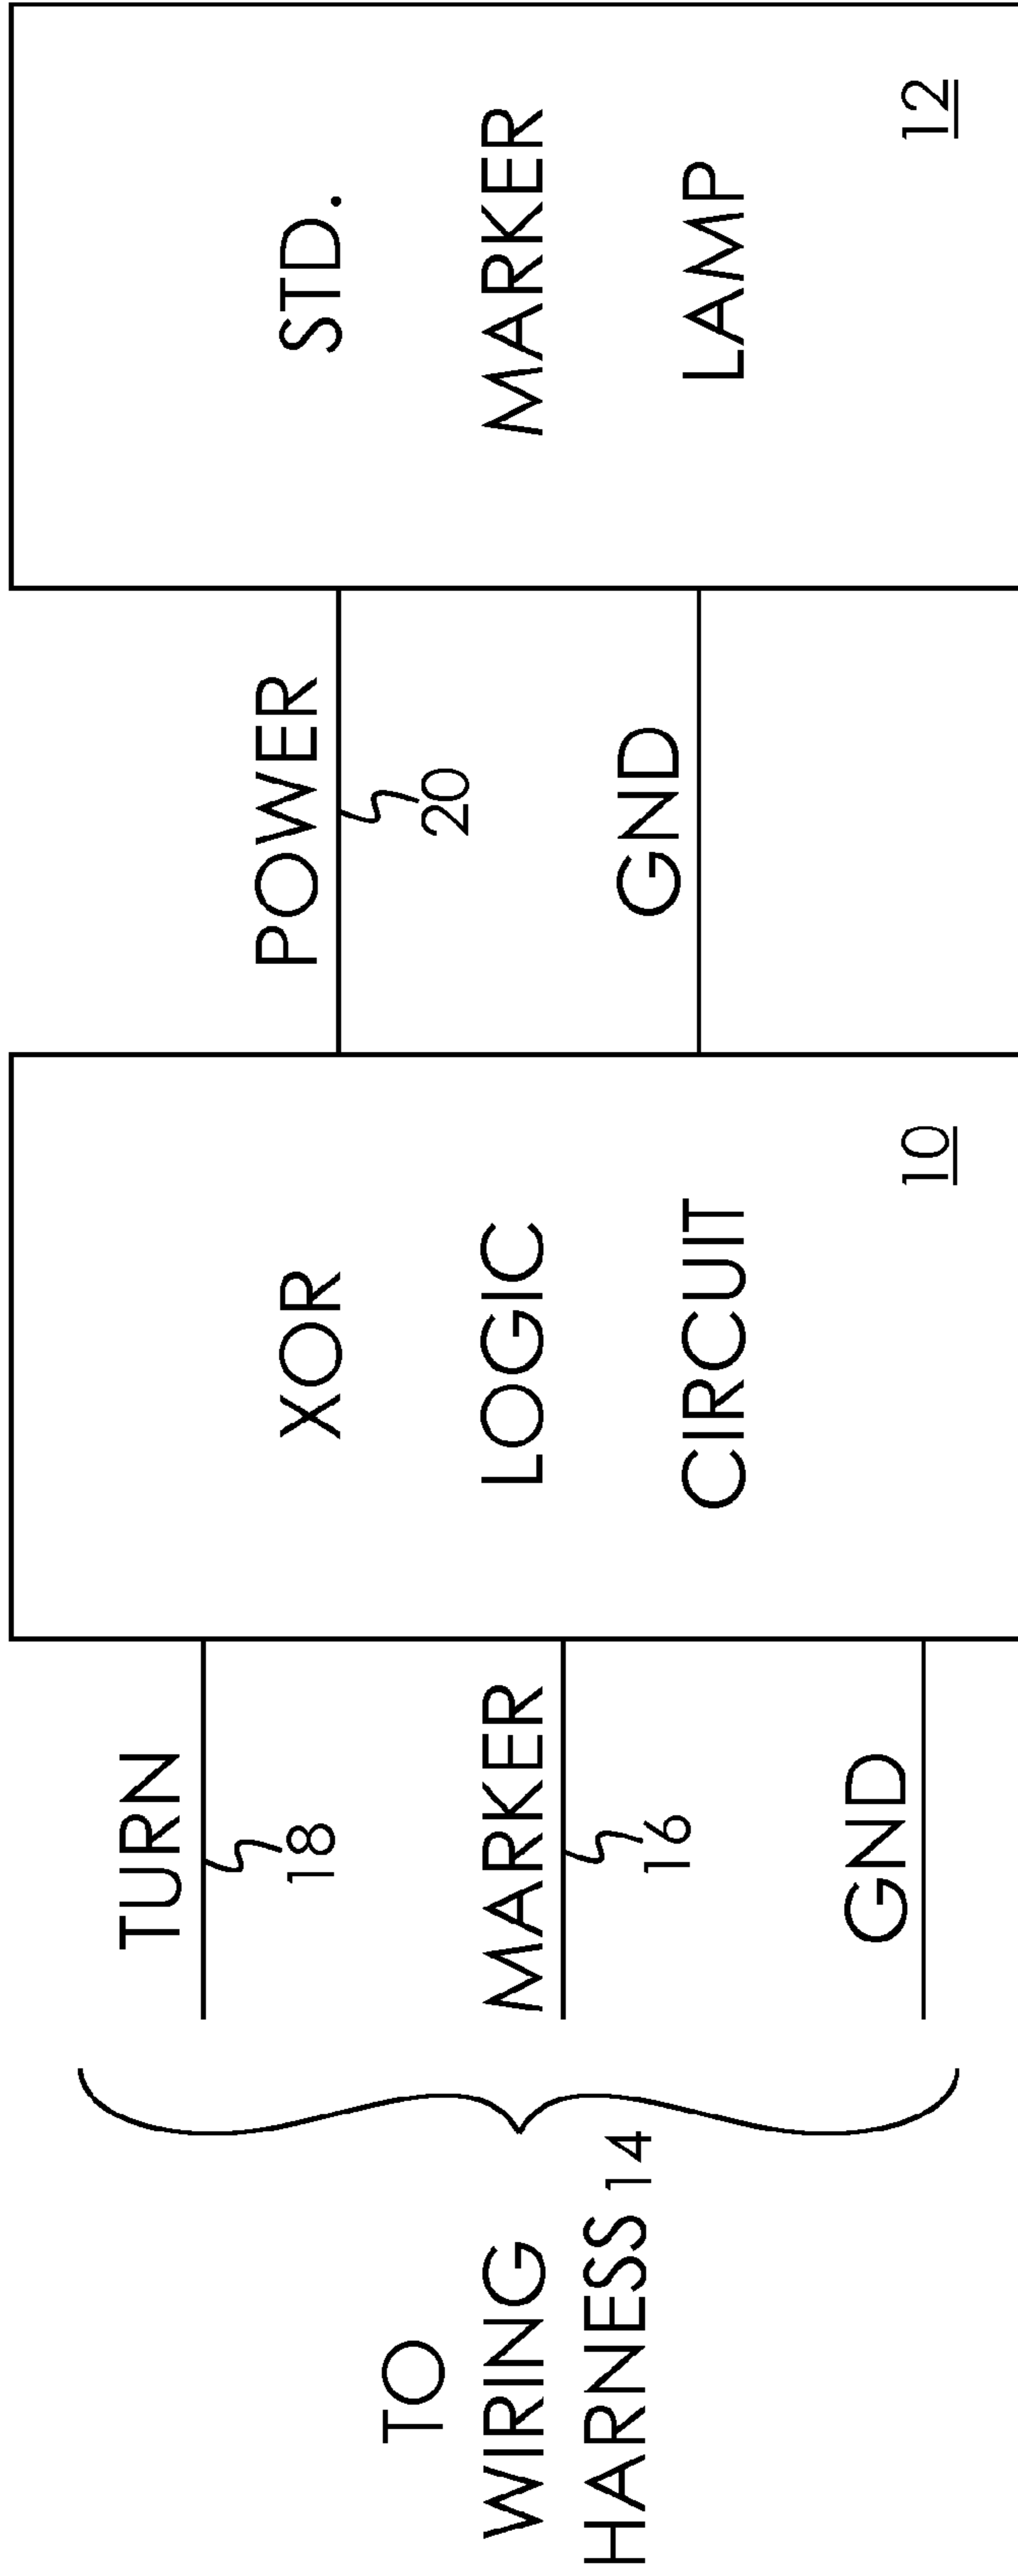 TO
WIRING
HARNESS 14
TURN
18
MARKER
16
GND
XOR
LOGIC
CIRCUIT
10
POWER
20
GND
STD.
MARKER
LAMP
12